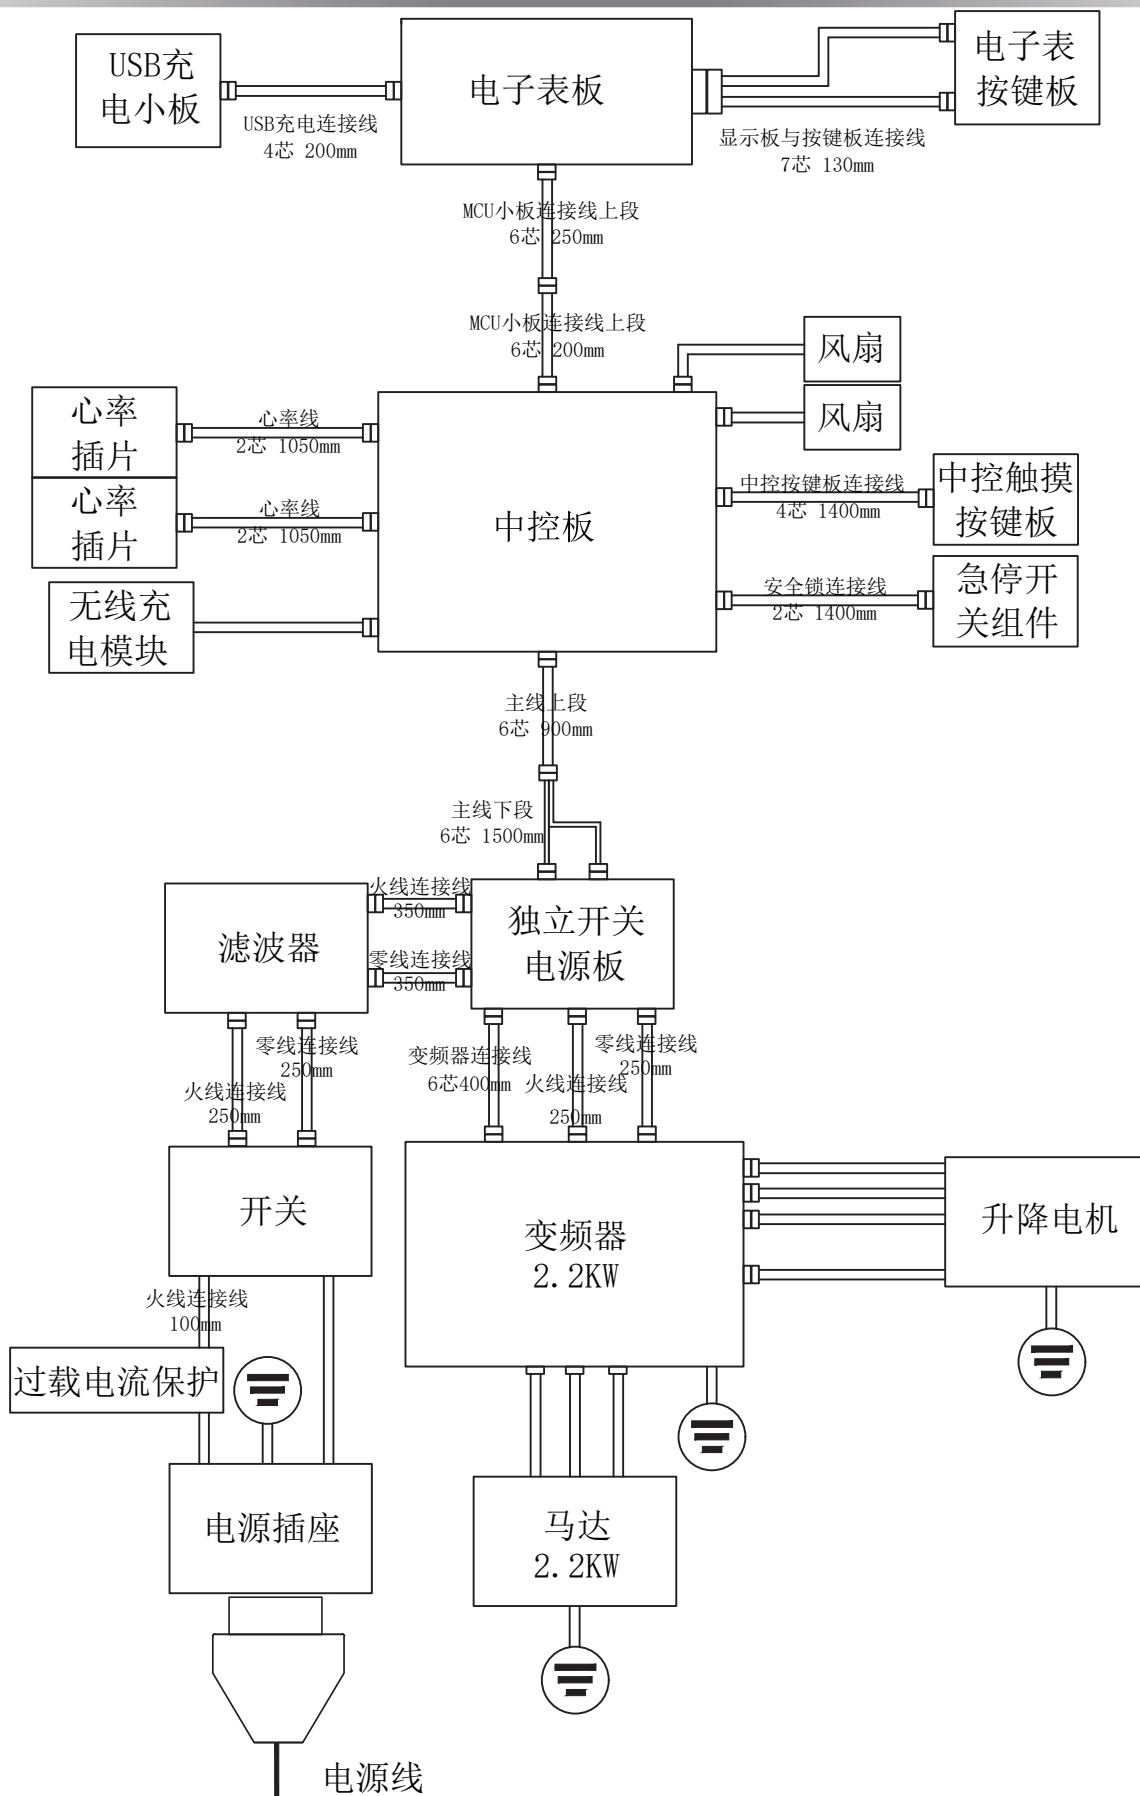 USB充
电小板
电子表板
电子表
按键板
USB充电连接线
4芯 200mm
显示板与按键板连接线
7芯 130mm
MCU小板连接线上段
6芯 250mm
MCU小板连接线上段
6芯 200mm
风扇
风扇
心率
插片
心率线
2芯 1050mm
心率
插片
心率线
2芯 1050mm
中控板
中控按键板连接线
4芯 1400mm
中控触摸
按键板
安全锁连接线
2芯 1400mm
急停开
关组件
无线充
电模块
主线上段
6芯 900mm
主线下段
6芯 1500mm
火线连接线
350mm
滤波器
独立开关
电源板
零线连接线
350mm
零线连接线
250mm
火线连接线
250mm
变频器连接线
6芯400mm
火线连接线
250mm
零线连接线
250mm
开关
变频器
2.2KW
升降电机
火线连接线
100mm
过载电流保护
电源插座
马达
2.2KW
电源线